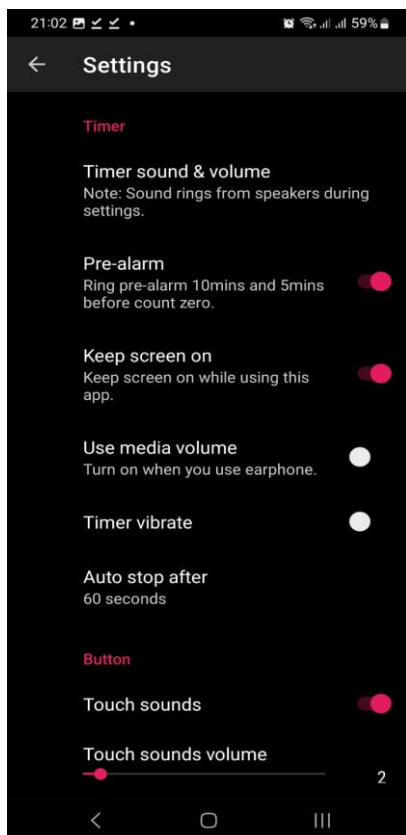 21:02 59%
Settings
Timer
Timer sound & volume
Note: Sound rings from speakers during
settings.
Pre-alarm
Ring pre-alarm 10mins and 5mins
before count zero.
Keep screen on
Keep screen on while using this
app.
Use media volume
Turn on when you use earphone.
Timer vibrate
Auto stop after
60 seconds
Button
Touch sounds
Touch sounds volume
2